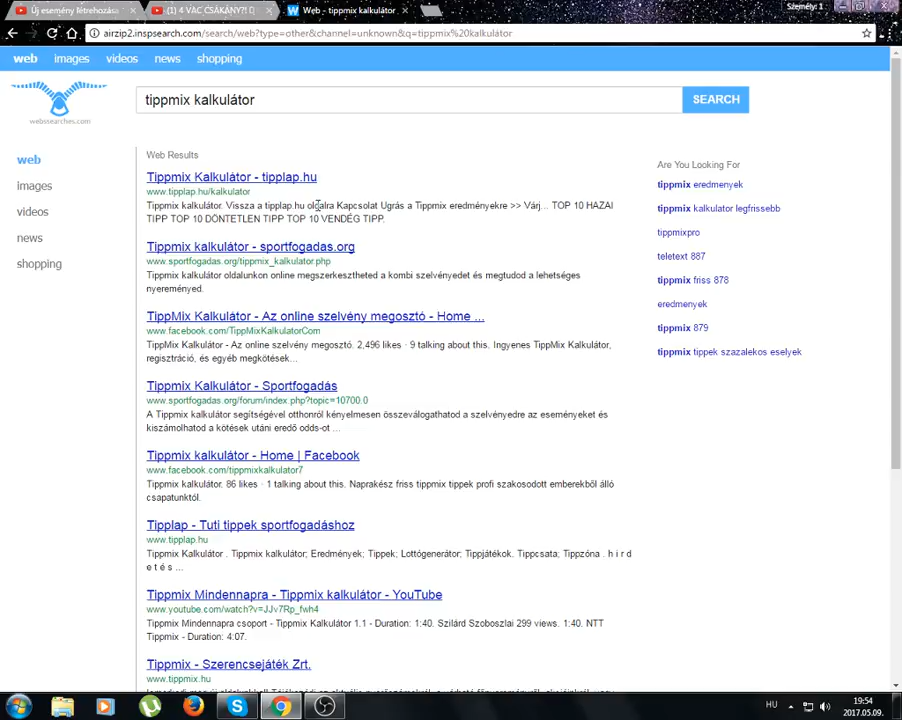 Új esemény létrehozása
(1) 4 VÁC CSÁKÁNY?! D
Web - tippmix kalkulátor
Személy: 1
airzip2.inspsearch.com/search/web?type=other&channel=unknown&q=tippmix%20kalkulátor
web images videos news shopping
webssearches.com
tippmix kalkulátor
SEARCH
web
images
videos
news
shopping
Web Results
Tippmix Kalkulátor - tipplap.hu
www.tipplap.hu/kalkulator
Tippmix kalkulátor. Vissza a tipplap.hu oldalra Kapcsolat Ugrás a Tippmix eredményekre >> Várj... TOP 10 HAZAI
TIPP TOP 10 DÖNTETLEN TIPP TOP 10 VENDÉG TIPP.
Tippmix kalkulátor - sportfogadas.org
www.sportfogadas.org/tippmix_kalkulator.php
Tippmix kalkulátor oldalunkon online megszerkesztheted a kombi szelvényedet és megtudod a lehetséges
nyereményed.
TippMix Kalkulátor - Az online szelvény megosztó - Home ...
www.facebook.com/TippMixKalkulatorCom
TippMix Kalkulátor - Az online szelvény megosztó. 2,496 likes · 9 talking about this. Ingyenes TippMix Kalkulátor,
regisztráció, és egyéb megkötések...
Tippmix Kalkulátor - Sportfogadás
www.sportfogadas.org/forum/index.php?topic=10700.0
A Tippmix kalkulátor segítségével otthonról kényelmesen összeválogathatod a szelvényedre az eseményeket és
kiszámolhatod a kötések utáni eredő odds-ot ...
Tippmix kalkulátor - Home | Facebook
www.facebook.com/tippmixkalkulator7
Tippmix kalkulátor. 86 likes · 1 talking about this. Naprakész friss tippmix tippek profi szakosodott emberekből álló
csapatunktól.
Tipplap - Tuti tippek sportfogadáshoz
www.tipplap.hu
Tippmix Kalkulátor . Tippmix kalkulátor; Eredmények; Tippek; Lottógenerátor: Tippjátékok. Tippcsata; Tippzóna . h i r d
e t é s ...
Tippmix Mindennapra - Tippmix kalkulátor - YouTube
www.youtube.com/watch?v=JJv7Rp_fwh4
Tippmix Mindennapra csoport - Tippmix Kalkulátor 1.1 - Duration: 1:40. Szilárd Szoboszlai 299 views. 1:40. NTT
Tippmix - Duration: 4:07.
Tippmix - Szerencsejáték Zrt.
www.tippmix.hu
Are You Looking For
tippmix eredmenyek
tippmix kalkulator legfrissebb
tippmixpro
teletext 887
tippmix friss 878
eredmenyek
tippmix 879
tippmix tippek szazalekos eselyek
HU
19:54
2017.05.09.